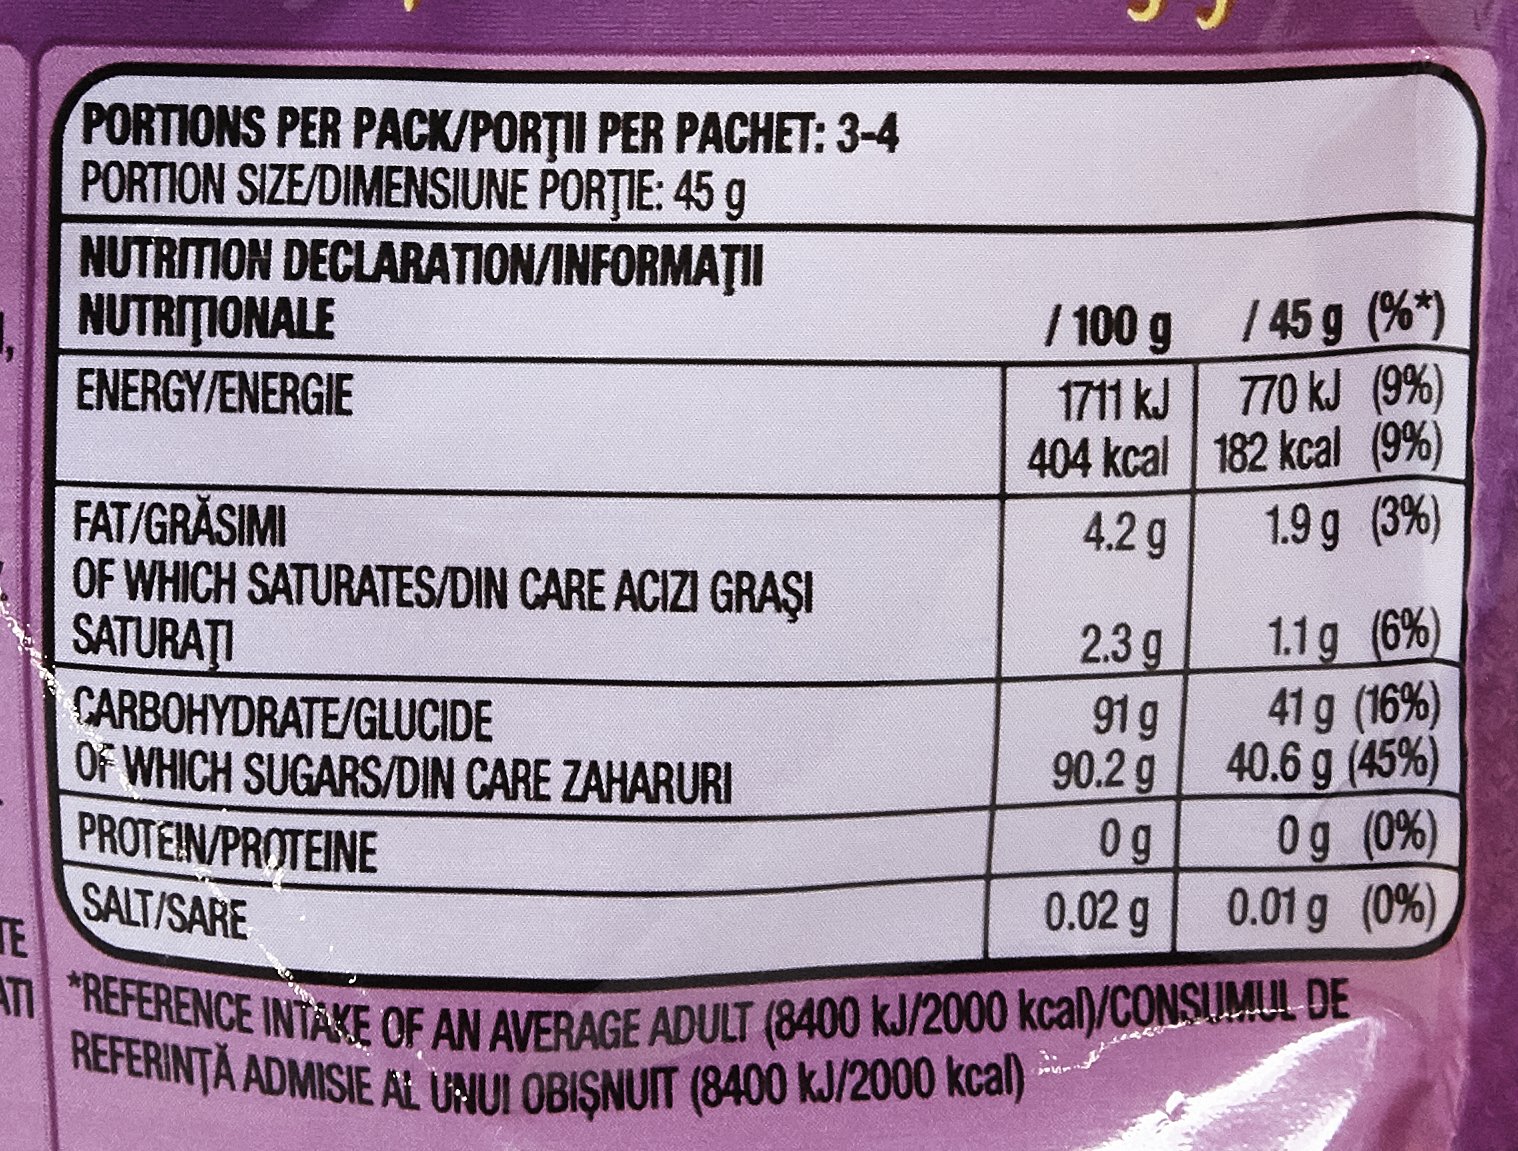 PORTIONS PER PACK/PORŢII PER PACHET: 3-4
PORTION SIZE/DIMENSIUNE PORŢIE: 45 g
NUTRITION DECLARATION/INFORMAŢII
NUTRIŢIONALE / 100 g / 45 g (%*)
ENERGY/ENERGIE 1711 kJ 770 kJ (9%)
404 kcal 182 kcal (9%)
FAT/GRĂSIMI 4.2 g 1.9 g (3%)
OF WHICH SATURATES/DIN CARE ACIZI GRAŞI
SATURAŢI 2.3 g 1.1 g (6%)
CARBOHYDRATE/GLUCIDE 91 g 41 g (16%)
OF WHICH SUGARS/DIN CARE ZAHARURI 90.2 g 40.6 g (45%)
PROTEIN/PROTEINE 0 g 0 g (0%)
SALT/SARE 0.02 g 0.01 g (0%)
*REFERENCE INTAKE OF AN AVERAGE ADULT (8400 kJ/2000 kcal)/CONSUMUL DE
REFERINŢĂ ADMISIE AL UNUI OBIŞNUIT (8400 kJ/2000 kcal)